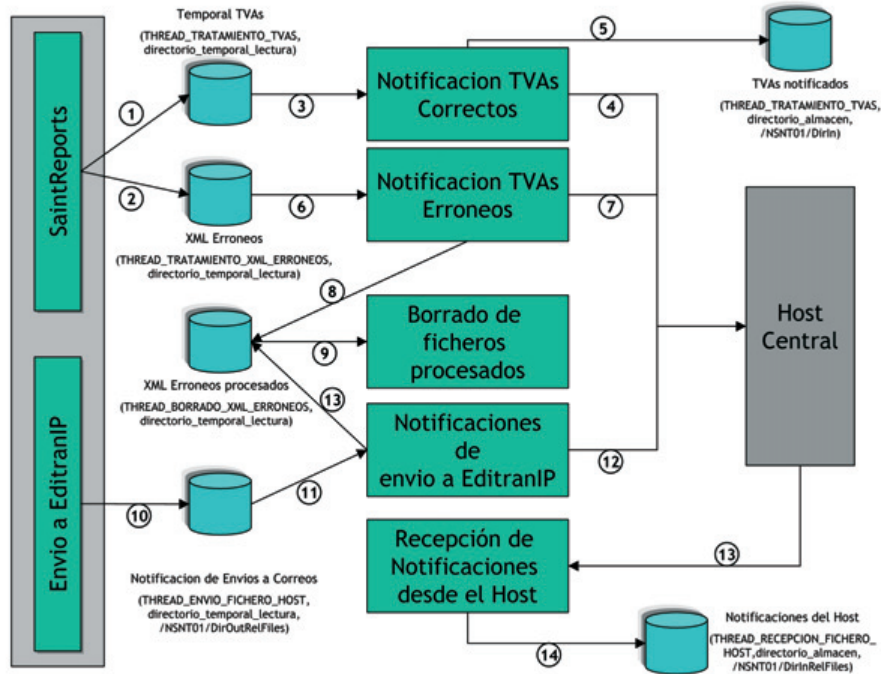 Temporal TVAs
(THREAD_TRATAMIENTO_TVAS,
directorio_temporal_lectura)
SaintReports
1
2
3
Notificacion TVAs
Correctos
4
5
TVAs notificados
(THREAD_TRATAMIENTO_TVAS,
directorio_almacen,
/NSNT01/DirIn)
XML Erroneos
(THREAD_TRATAMIENTO_XML_ERRONEOS,
directorio_temporal_lectura)
6
Notificacion TVAs
Erroneos
7
8
XML Erroneos procesados
(THREAD_BORRADO_XML_ERRONEOS,
directorio_temporal_lectura)
9
Borrado de
ficheros
procesados
Host
Central
13
Envio a EditranIP
10
11
Notificaciones
de
envio a EditranIP
12
Notificacion de Envios a Correos
(THREAD_ENVIO_FICHERO_HOST,
directorio_temporal_lectura,
/NSNT01/DirOutRelFiles)
Recepción de
Notificaciones
desde el Host
13
14
Notificaciones del Host
(THREAD_RECEPCION_FICHERO_
HOST,directorio_almacen,
/NSNT01/DirInRelFiles)